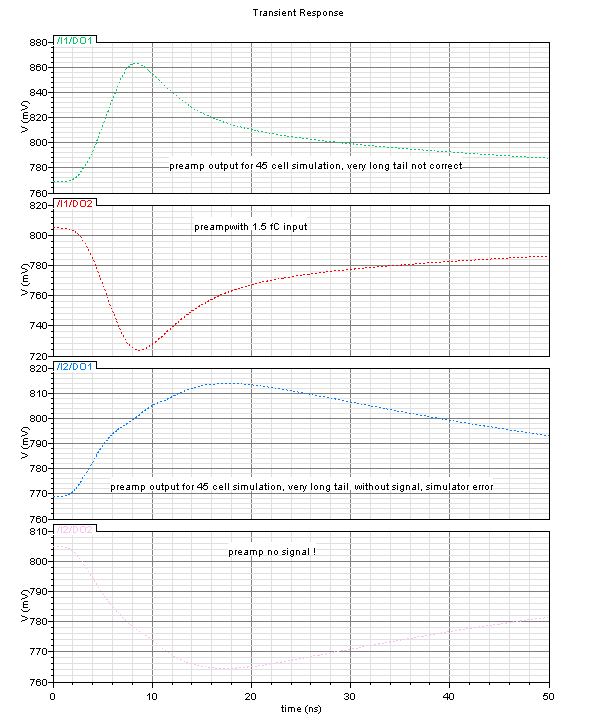 Transient Response
/I1/DO1
880
860
840
820
800
780
760
V (mV)
preamp output for 45 cell simulation, very long tail not correct
/I1/DO2
820
800
780
760
740
720
V (mV)
preampwith 1.5 fC input
/I2/DO1
820
810
800
790
780
770
760
V (mV)
preamp output for 45 cell simulation, very long tail without signal, simulator error
/I2/DO2
810
800
790
780
770
760
V (mV)
preamp no signal !
0
10
20
30
40
50
time (ns)